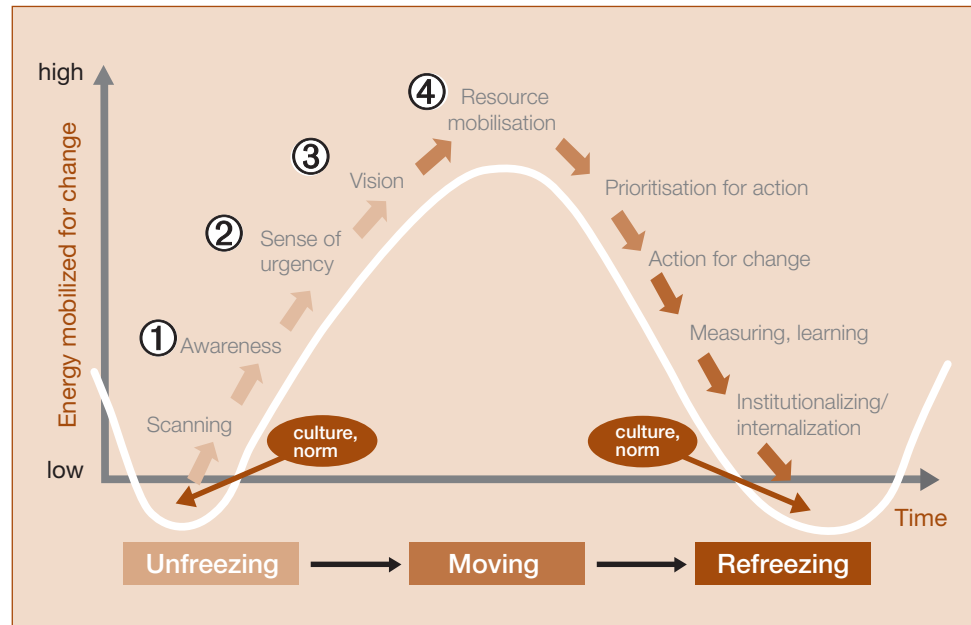 high
Energy mobilized for change
low
④
Resource
mobilisation
③
Vision
②
Sense of
urgency
①
Awareness
Scanning
Prioritisation for action
Action for change
Measuring, learning
Institutionalizing/
internalization
culture,
norm
culture,
norm
Time
Unfreezing
Moving
Refreezing